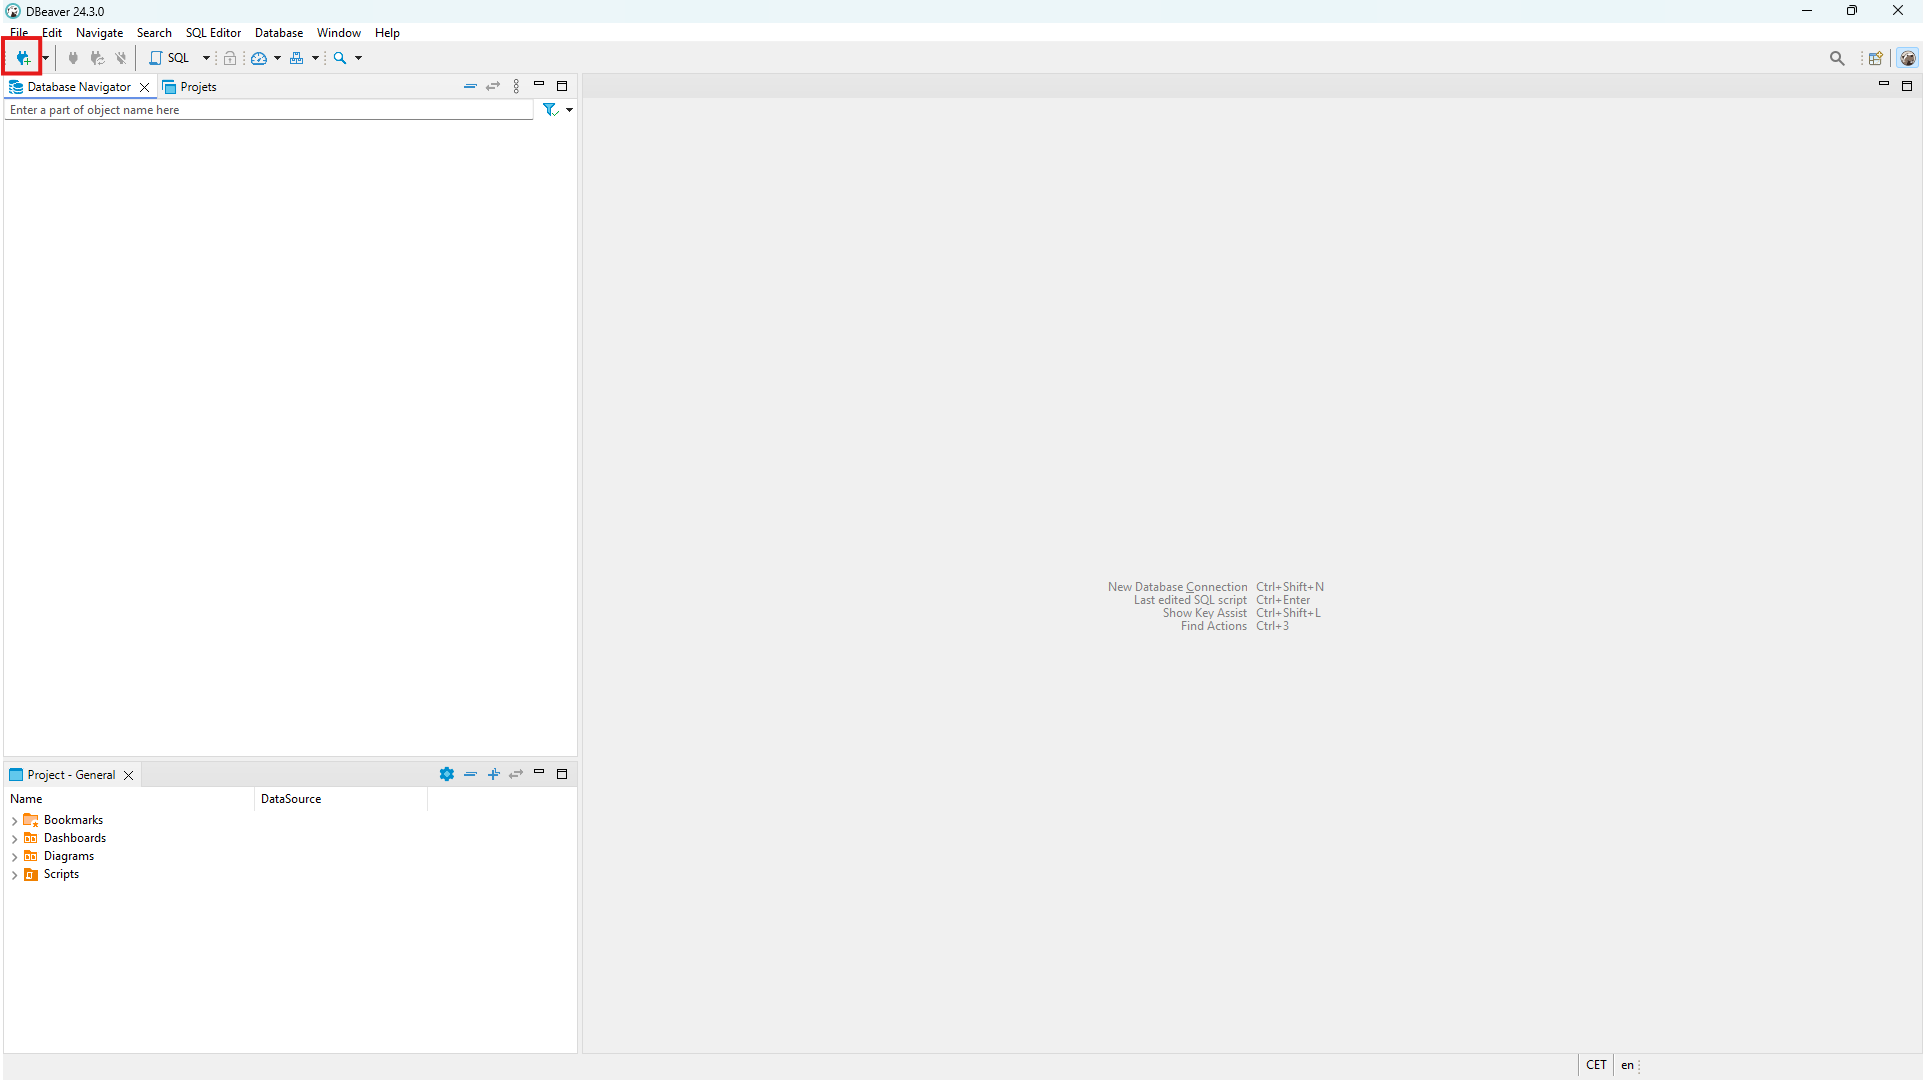 DBeaver 24.3.0
File Edit Navigate Search SQL Editor Database Window Help
SQL
Database Navigator Projets
Enter a part of object name here
New Database Connection Ctrl+Shift+N
Last edited SQL script Ctrl+Enter
Show Key Assist Ctrl+Shift+L
Find Actions Ctrl+3
Project - General
Name DataSource
Bookmarks
Dashboards
Diagrams
Scripts
CET en